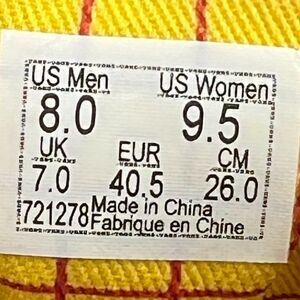 US Men US Women
8.0 9.5
UK EUR CM
7.0 40.5 26.0
721278 Made in China
Fabrique en Chine